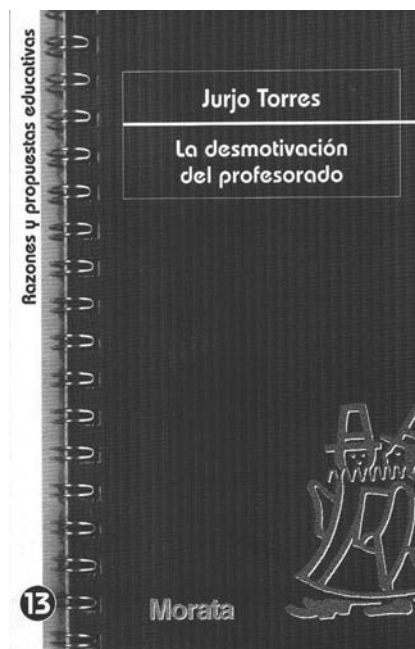 Razones y propuestas educativas
Jurjo Torres
La desmotivación
del profesorado
13
Morata